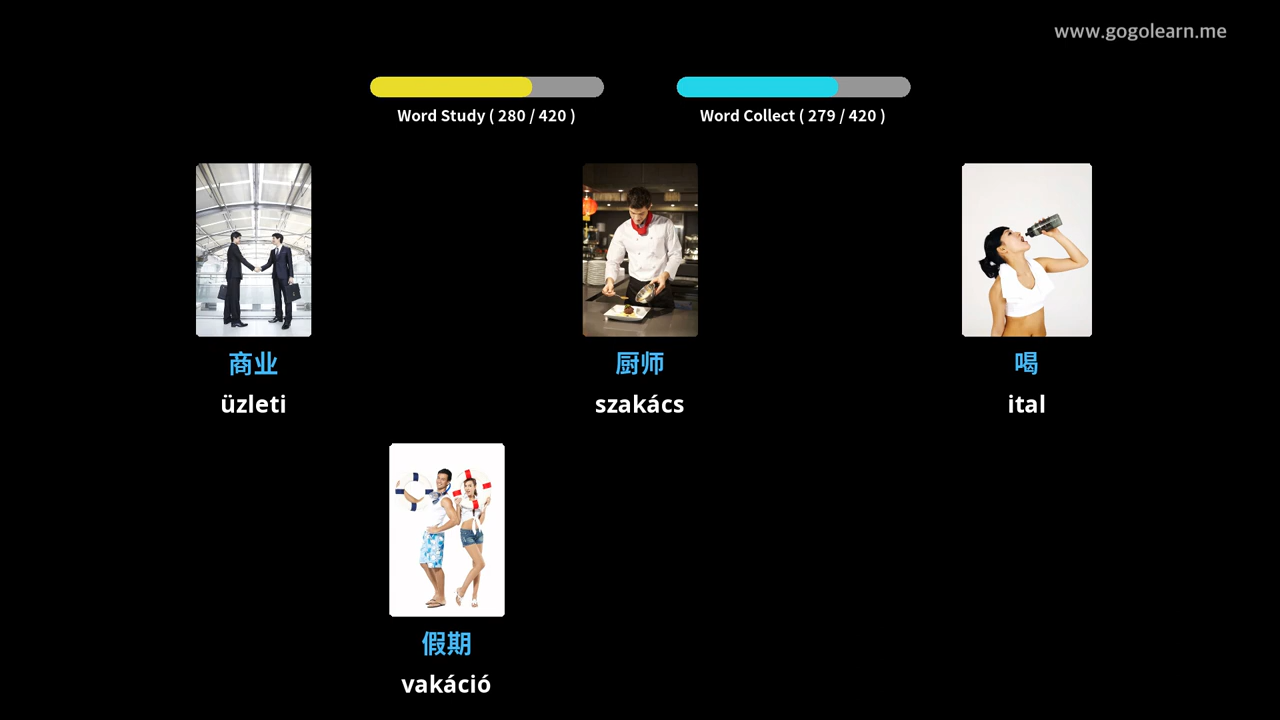 www.gogolearn.me
Word Study ( 280 / 420 )
Word Collect ( 279 / 420 )
商业
üzleti
厨师
szakács
喝
ital
假期
vakáció